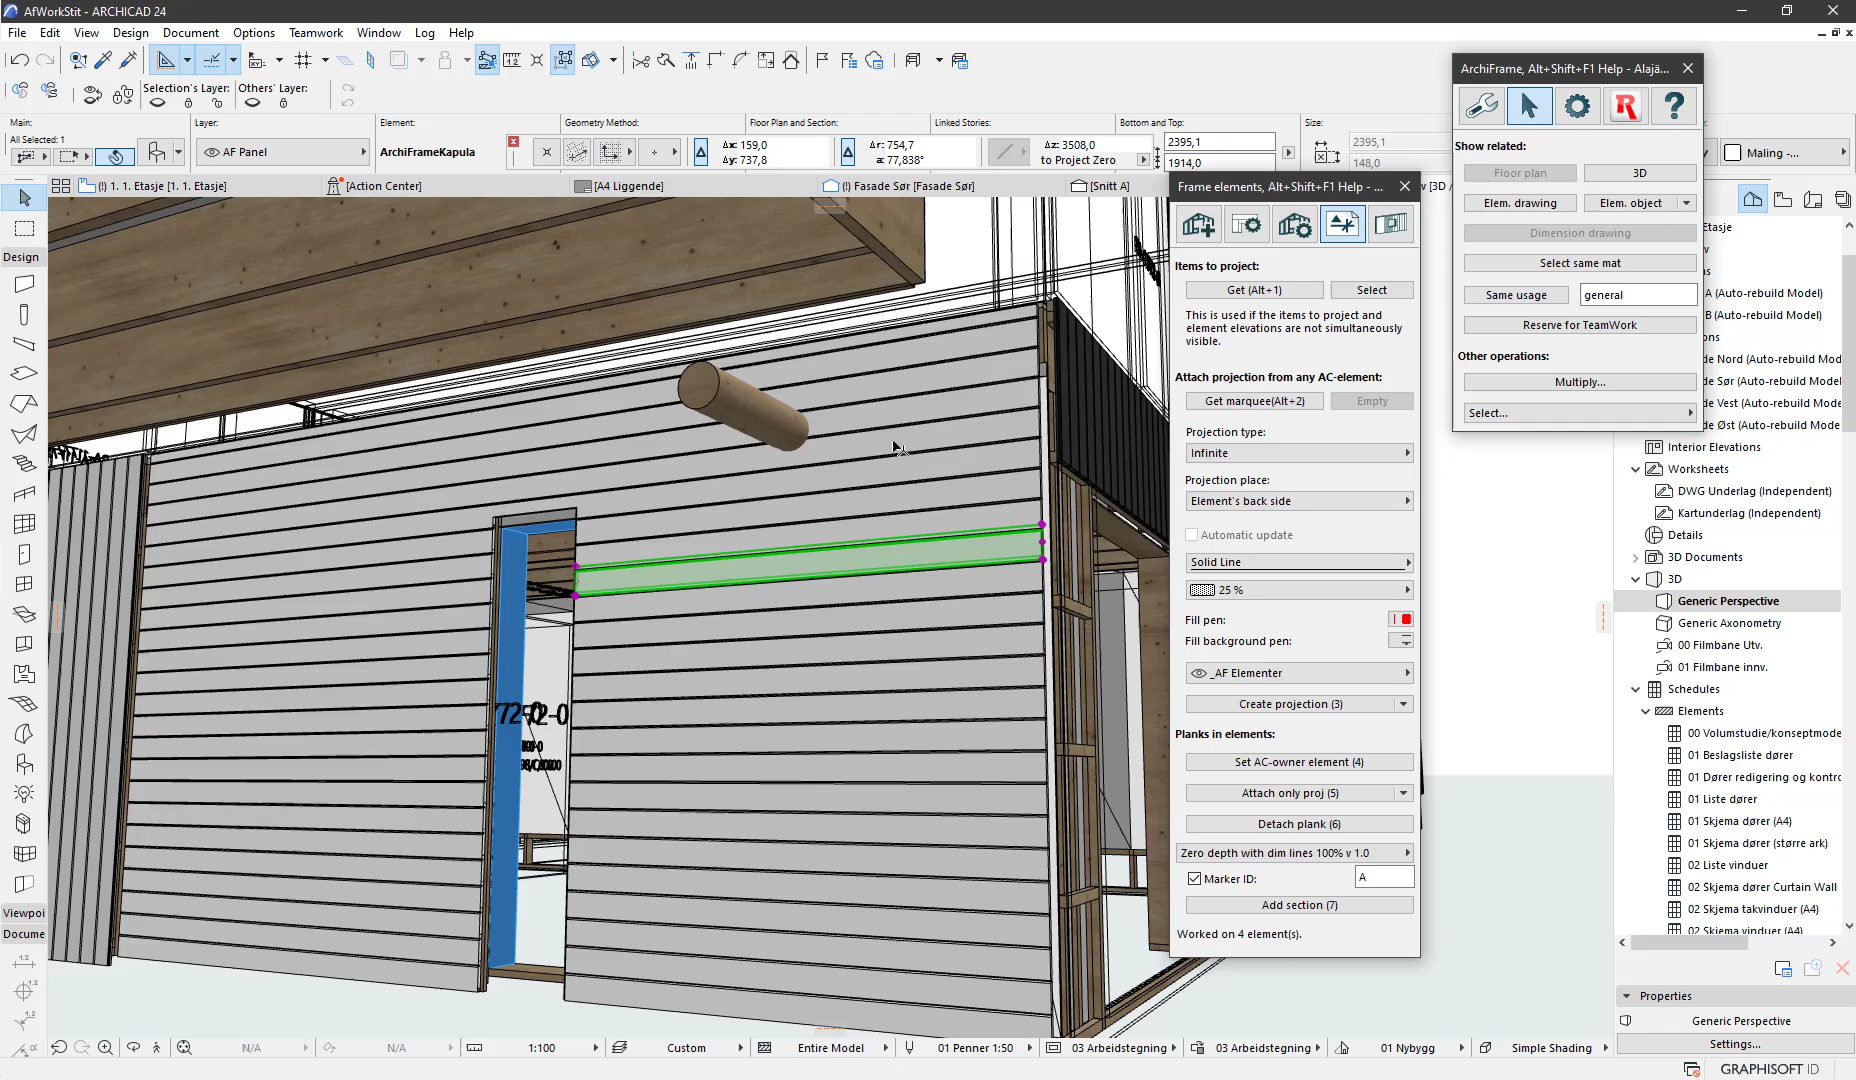 AfWorkStit - ARCHICAD 24
File Edit View Design Document Options Teamwork Window Log Help
Selection's Layer: Others' Layer:
Main: Layer: Element: Geometry Method: Floor Plan and Section: Linked Stories: Bottom and Top: Size:
All Selected: 1
AF Panel
ArchiFrameKapula
Δx: 159,0
Δy: 737,8
Δr: 754,7
a: 77,838°
Δz: 3508,0
to Project Zero
2395,1
1914,0
2395,1
148,0
Maling -...
(!) 1. 1. Etasje [1. 1. Etasje]
[Action Center]
[A4 Liggende]
(!) Fasade Sør [Fasade Sør]
[Snitt A]
Design
Viewpoi
Docume
Frame elements, Alt+Shift+F1 Help - ...
Items to project:
Get (Alt+1) Select
This is used if the items to project and
element elevations are not simultaneously
visible.
Attach projection from any AC-element:
Get marquee(Alt+2) Empty
Projection type:
Infinite
Projection place:
Element's back side
Automatic update
Solid Line
25 %
Fill pen:
Fill background pen:
_AF Elementer
Create projection (3)
Planks in elements:
Set AC-owner element (4)
Attach only proj (5)
Detach plank (6)
Zero depth with dim lines 100% v 1.0
Marker ID: A
Add section (7)
Worked on 4 element(s).
ArchiFrame, Alt+Shift+F1 Help - Alajä...
Show related:
Floor plan 3D
Elem. drawing Elem. object
Dimension drawing
Select same mat
Same usage general
Reserve for TeamWork
Other operations:
Multiply...
Select...
Etasje
A (Auto-rebuild Model)
B (Auto-rebuild Model)
ons
de Nord (Auto-rebuild Mod
de Sør (Auto-rebuild Mode
de Vest (Auto-rebuild Mod
de Øst (Auto-rebuild Mode
Interior Elevations
Worksheets
DWG Underlag (Independent)
Kartunderlag (Independent)
Details
3D Documents
3D
Generic Perspective
Generic Axonometry
00 Filmbane Utv.
01 Filmbane innv.
Schedules
Elements
00 Volumstudie/konseptmode
01 Beslagsliste dører
01 Dører redigering og kontro
01 Liste dører
01 Skjema dører (A4)
01 Skjema dører (større ark)
02 Liste vinduer
02 Skjema dører Curtain Wall
02 Skjema takvinduer (A4)
02 Skjema vinduer (A4)
Properties
Generic Perspective
Settings...
N/A N/A 1:100 Custom Entire Model 01 Penner 1:50 03 Arbeidstegning 03 Arbeidstegning 01 Nybygg Simple Shading
GRAPHISOFT ID